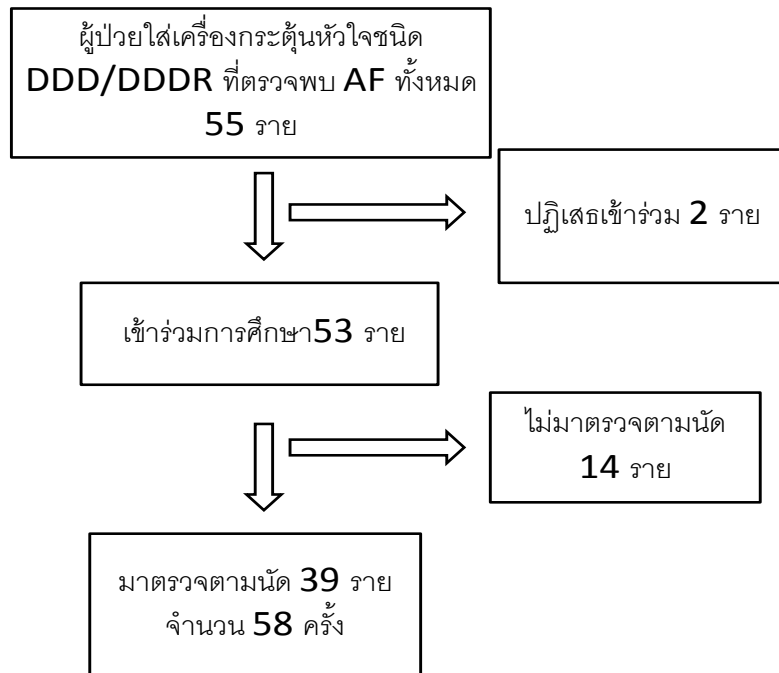 ผู้ป่วยใส่เครื่องกระตุ้นหัวใจชนิด
DDD/DDDR ที่ตรวจพบ AF ทั้งหมด
55 ราย
ปฏิเสธเข้าร่วม 2 ราย
เข้าร่วมการศึกษา53 ราย
ไม่มาตรวจตามนัด
14 ราย
มาตรวจตามนัด 39 ราย
จำนวน 58 ครั้ง